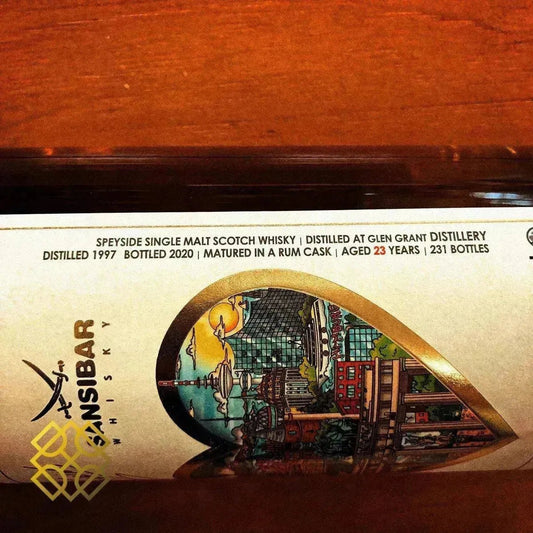 SPEYSIDE SINGLE MALT SCOTCH WHISKY | DISTILLED AT GLEN GRANT DISTILLERY
DISTILLED 1997 BOTTLED 2020 | MATURED IN A RUM CASK | AGED 23 YEARS | 231 BOTTLES
SANSIBAR
WHISKY